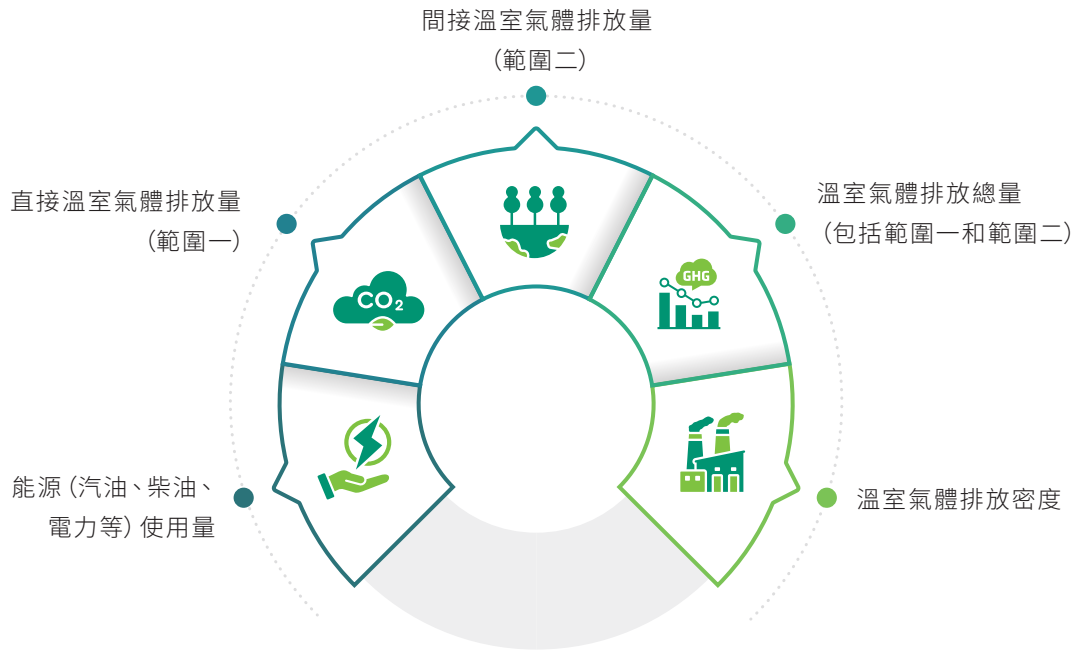 間接溫室氣體排放量
(範圍二)
直接溫室氣體排放量
(範圍一)
溫室氣體排放總量
(包括範圍一和範圍二)
GHG
CO₂
能源(汽油、柴油、
電力等)使用量
溫室氣體排放密度